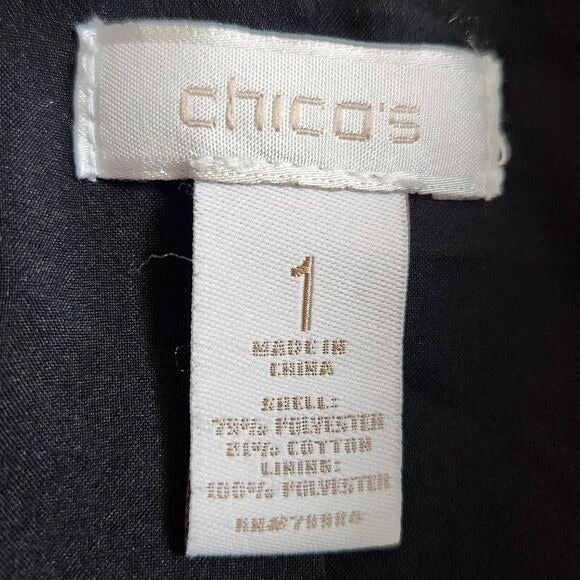 chico's
1
MADE IN
CHINA
SHELL:
79% POLYESTER
21% COTTON
LINING:
100% POLYESTER